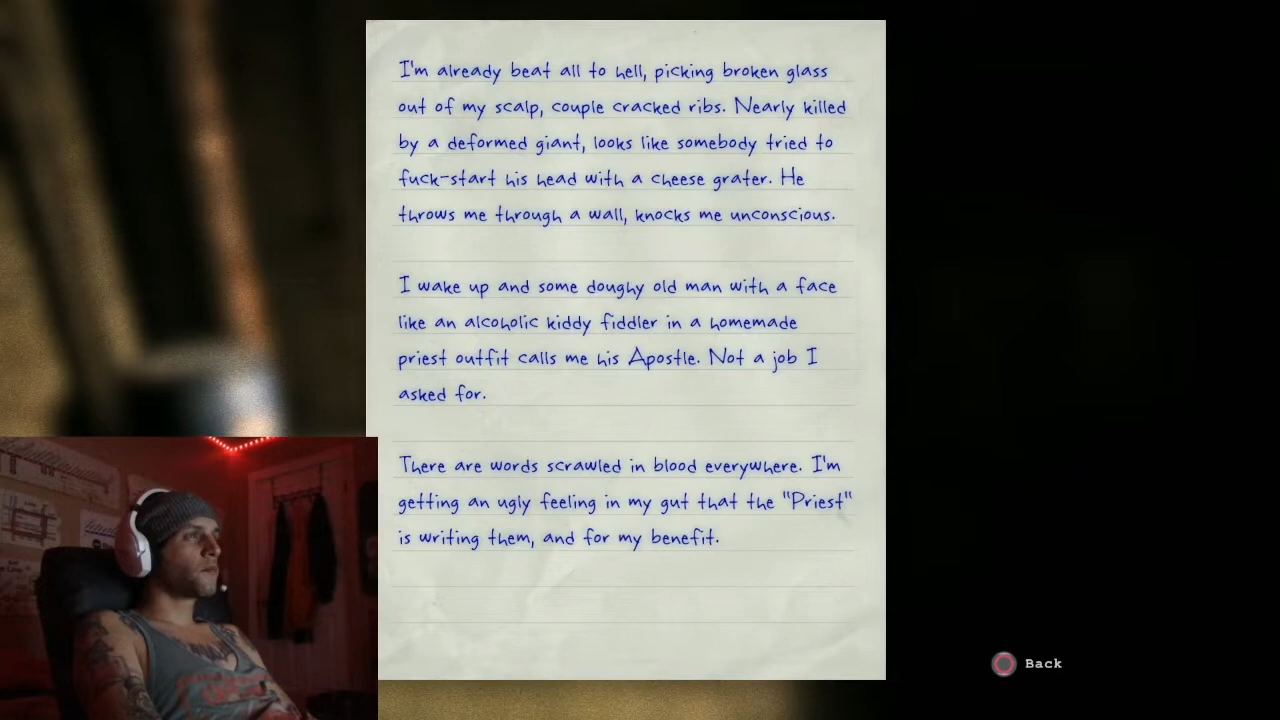 I'm already beat all to hell, picking broken glass
out of my scalp, couple cracked ribs. Nearly killed
by a deformed giant, looks like somebody tried to
fuck-start his head with a cheese grater. He
throws me through a wall, knocks me unconscious.
I wake up and some doughy old man with a face
like an alcoholic kiddy fiddler in a homemade
priest outfit calls me his Apostle. Not a job I
asked for.
There are words scrawled in blood everywhere. I'm
getting an ugly feeling in my gut that the "Priest"
is writing them, and for my benefit.
Back